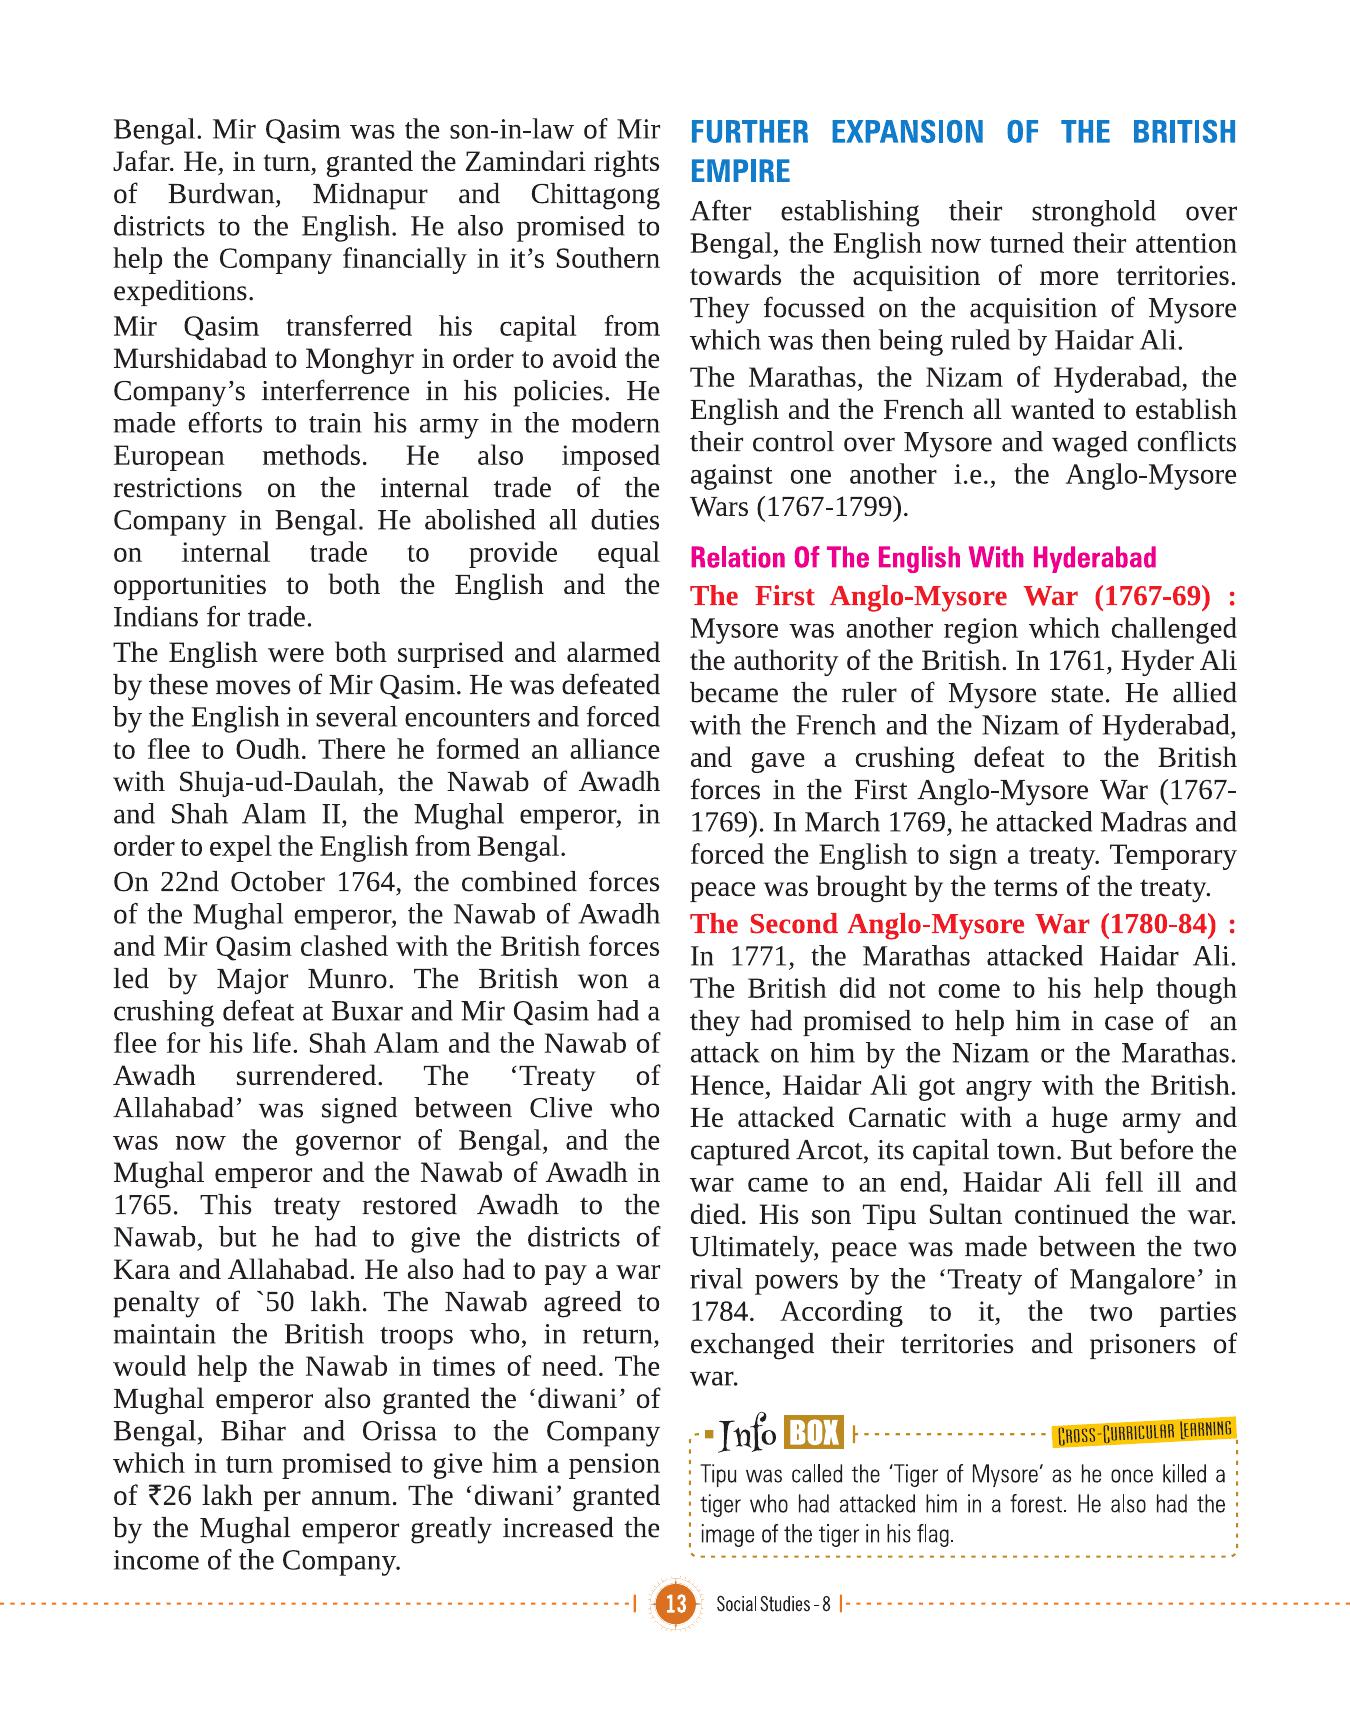 Bengal. Mir Qasim was the son-in-law of Mir
Jafar. He, in turn, granted the Zamindari rights
of Burdwan, Midnapur and Chittagong
districts to the English. He also promised to
help the Company financially in it’s Southern
expeditions.
Mir Qasim transferred his capital from
Murshidabad to Monghyr in order to avoid the
Company’s interferrence in his policies. He
made efforts to train his army in the modern
European methods. He also imposed
restrictions on the internal trade of the
Company in Bengal. He abolished all duties
on internal trade to provide equal
opportunities to both the English and the
Indians for trade.
The English were both surprised and alarmed
by these moves of Mir Qasim. He was defeated
by the English in several encounters and forced
to flee to Oudh. There he formed an alliance
with Shuja-ud-Daulah, the Nawab of Awadh
and Shah Alam II, the Mughal emperor, in
order to expel the English from Bengal.
On 22nd October 1764, the combined forces
of the Mughal emperor, the Nawab of Awadh
and Mir Qasim clashed with the British forces
led by Major Munro. The British won a
crushing defeat at Buxar and Mir Qasim had a
flee for his life. Shah Alam and the Nawab of
Awadh surrendered. The ‘Treaty of
Allahabad’ was signed between Clive who
was now the governor of Bengal, and the
Mughal emperor and the Nawab of Awadh in
1765. This treaty restored Awadh to the
Nawab, but he had to give the districts of
Kara and Allahabad. He also had to pay a war
penalty of `50 lakh. The Nawab agreed to
maintain the British troops who, in return,
would help the Nawab in times of need. The
Mughal emperor also granted the ‘diwani’ of
Bengal, Bihar and Orissa to the Company
which in turn promised to give him a pension
of ₹26 lakh per annum. The ‘diwani’ granted
by the Mughal emperor greatly increased the
income of the Company.
FURTHER EXPANSION OF THE BRITISH
EMPIRE
After establishing their stronghold over
Bengal, the English now turned their attention
towards the acquisition of more territories.
They focussed on the acquisition of Mysore
which was then being ruled by Haidar Ali.
The Marathas, the Nizam of Hyderabad, the
English and the French all wanted to establish
their control over Mysore and waged conflicts
against one another i.e., the Anglo-Mysore
Wars (1767-1799).
Relation Of The English With Hyderabad
The First Anglo-Mysore War (1767-69) :
Mysore was another region which challenged
the authority of the British. In 1761, Hyder Ali
became the ruler of Mysore state. He allied
with the French and the Nizam of Hyderabad,
and gave a crushing defeat to the British
forces in the First Anglo-Mysore War (1767-
1769). In March 1769, he attacked Madras and
forced the English to sign a treaty. Temporary
peace was brought by the terms of the treaty.
The Second Anglo-Mysore War (1780-84) :
In 1771, the Marathas attacked Haidar Ali.
The British did not come to his help though
they had promised to help him in case of an
attack on him by the Nizam or the Marathas.
Hence, Haidar Ali got angry with the British.
He attacked Carnatic with a huge army and
captured Arcot, its capital town. But before the
war came to an end, Haidar Ali fell ill and
died. His son Tipu Sultan continued the war.
Ultimately, peace was made between the two
rival powers by the ‘Treaty of Mangalore’ in
1784. According to it, the two parties
exchanged their territories and prisoners of
war.
Info BOX
CROSS-CURRICULAR LEARNING
Tipu was called the ‘Tiger of Mysore’ as he once killed a
tiger who had attacked him in a forest. He also had the
image of the tiger in his flag.
13 Social Studies - 8